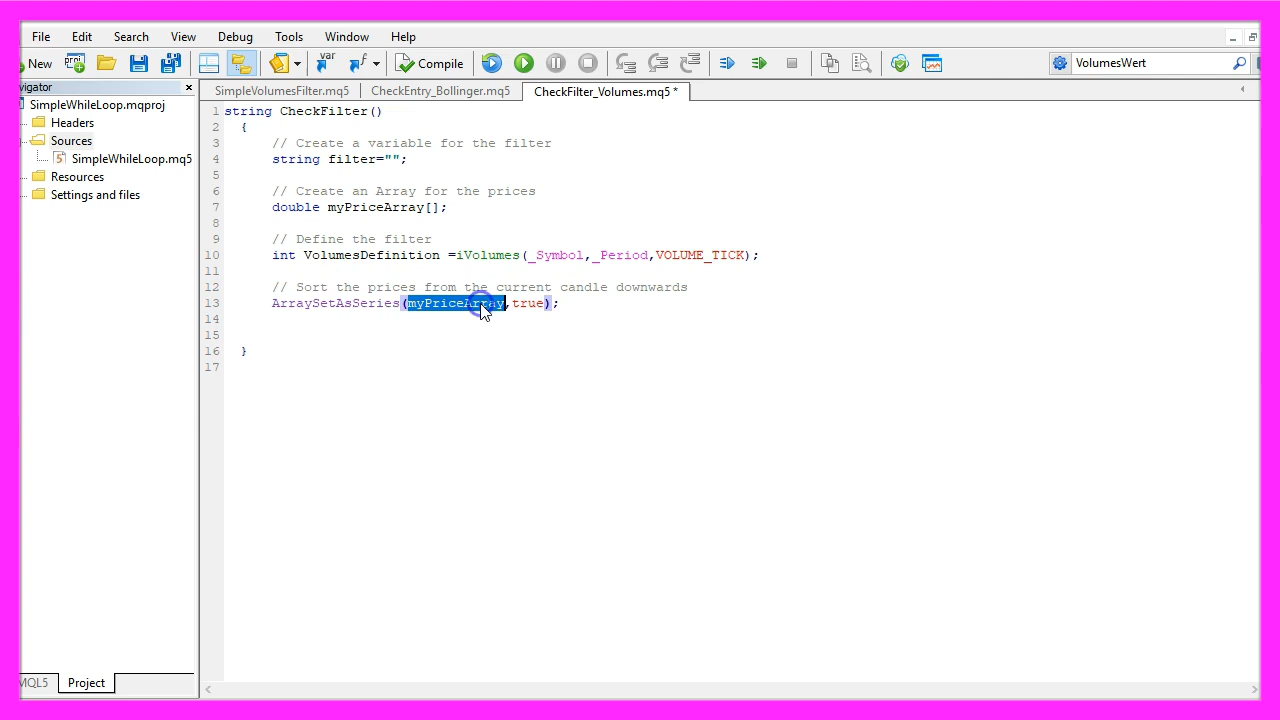 File Edit Search View Debug Tools Window Help
New Compile VolumesWert
vigator
SimpleWhileLoop.mqproj
Headers
Sources
5 SimpleWhileLoop.mq5
Resources
Settings and files
MQL5 Project
SimpleVolumesFilter.mq5 CheckEntry_Bollinger.mq5 CheckFilter_Volumes.mq5 *
1 string CheckFilter()
2 {
3 // Create a variable for the filter
4 string filter="";
5
6 // Create an Array for the prices
7 double myPriceArray[];
8
9 // Define the filter
10 int VolumesDefinition =iVolumes(_Symbol,_Period,VOLUME_TICK);
11
12 // Sort the prices from the current candle downwards
13 ArraySetAsSeries(myPriceArray,true);
14
15
16 }
17